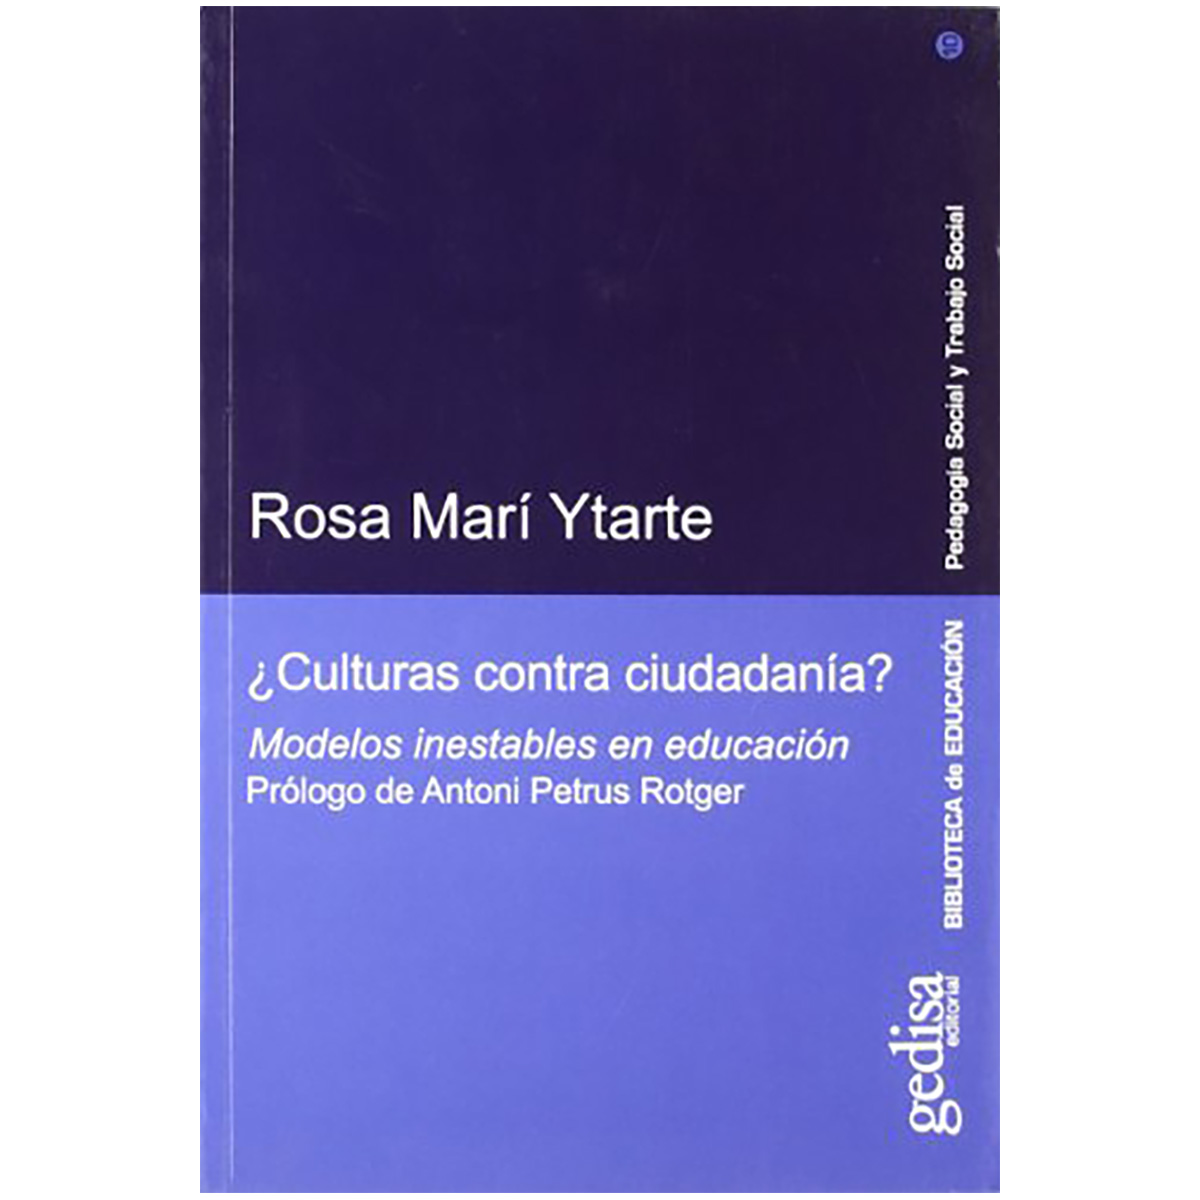 10
Pedagogía Social y Trabajo Social
Rosa Marí Ytarte
¿Culturas contra ciudadanía?
Modelos inestables en educación
Prólogo de Antoni Petrus Rotger
BIBLIOTECA de EDUCACIÓN
gedisa
editorial